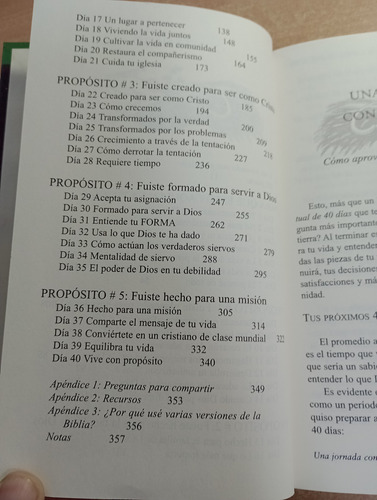 Día 17 Un lugar a pertenecer 138
Día 18 Viviendo la vida juntos 148
Día 19 Cultivar la vida en comunidad 155
Día 20 Restaura el compañerismo 164
Día 21 Cuida tu iglesia 173
PROPÓSITO # 3: Fuiste creado para ser como Cristo
Día 22 Creado para ser como Cristo 185
Día 23 Cómo crecemos 194
Día 24 Transformados por la verdad 200
Día 25 Transformados por los problemas 209
Día 26 Crecimiento a través de la tentación 218
Día 27 Cómo derrotar la tentación 227
Día 28 Requiere tiempo 236
PROPÓSITO # 4: Fuiste formado para servir a Dios
Día 29 Acepta tu asignación 247
Día 30 Formado para servir a Dios 255
Día 31 Entiende tu FORMA 262
Día 32 Usa lo que Dios te ha dado 271
Día 33 Cómo actúan los verdaderos siervos 279
Día 34 Mentalidad de siervo 288
Día 35 El poder de Dios en tu debilidad 295
PROPÓSITO # 5: Fuiste hecho para una misión
Día 36 Hecho para una misión 305
Día 37 Comparte el mensaje de tu vida 314
Día 38 Conviértete en un cristiano de clase mundial 322
Día 39 Equilibra tu vida 332
Día 40 Vive con propósito 340
Apéndice 1: Preguntas para compartir 349
Apéndice 2: Recursos 353
Apéndice 3: ¿Por qué usé varias versiones de la
Biblia? 356
Notas 357
UNA
CON
Cómo aprov
Esto, más que un
tual de 40 días que te
gunta más importante
tierra? Al terminar e
ra tu vida y entender
das las piezas de tu
nuirá, tus decisiones
satisfacciones y má
nidad.
TUS PRÓXIMOS 4
El promedio a
es el tiempo que
que sería un sabi
entender lo que
Es evidente
como un período
quiso preparar a
40 días:
Una jornada con